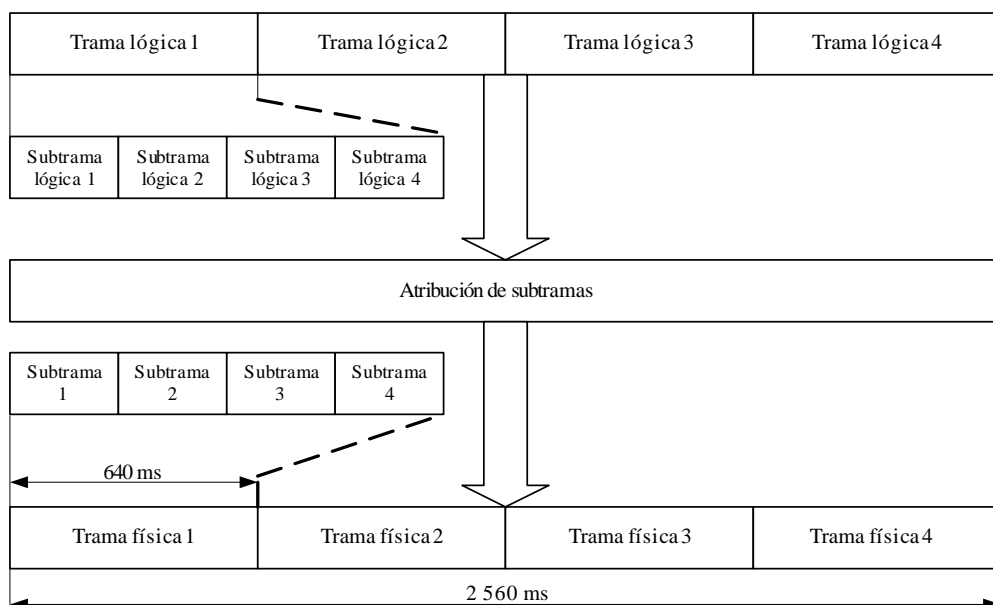 Trama lógica 1 Trama lógica 2 Trama lógica 3 Trama lógica 4
Subtrama lógica 1 Subtrama lógica 2 Subtrama lógica 3 Subtrama lógica 4
Atribución de subtramas
Subtrama 1 Subtrama 2 Subtrama 3 Subtrama 4
640 ms
Trama física 1 Trama física 2 Trama física 3 Trama física 4
2 560 ms